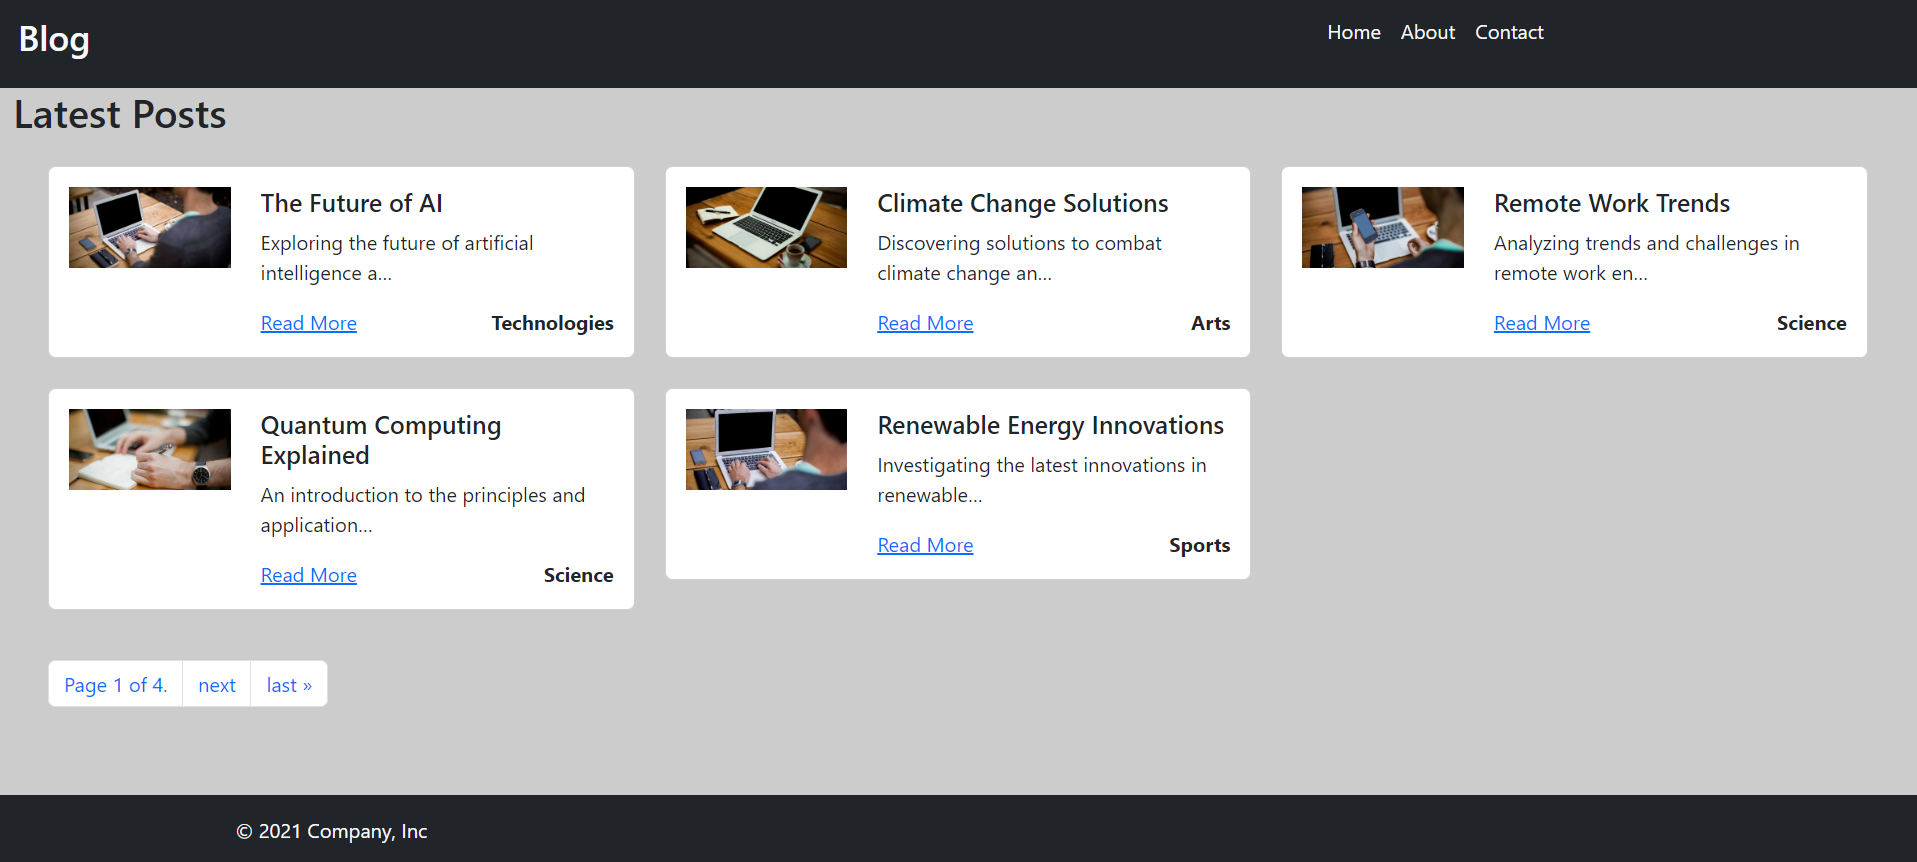 Blog
Home About Contact
Latest Posts
The Future of AI
Exploring the future of artificial
intelligence a...
Read More
Technologies
Climate Change Solutions
Discovering solutions to combat
climate change an...
Read More
Arts
Remote Work Trends
Analyzing trends and challenges in
remote work en...
Read More
Science
Quantum Computing
Explained
An introduction to the principles and
application...
Read More
Science
Renewable Energy Innovations
Investigating the latest innovations in
renewable...
Read More
Sports
Page 1 of 4. next last »
© 2021 Company, Inc